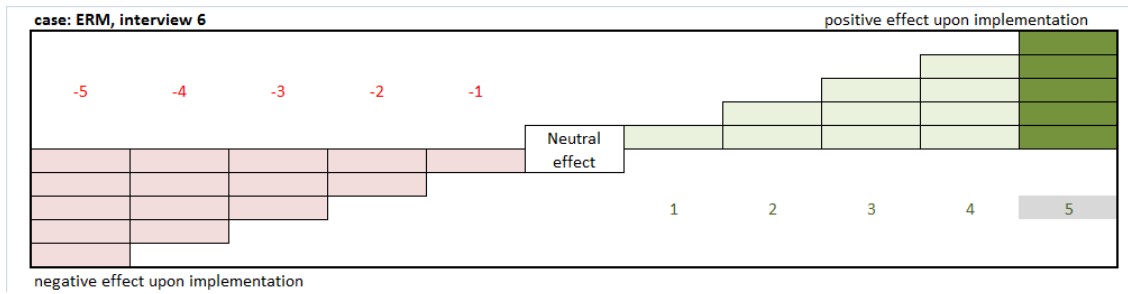 case: ERM, interview 6
positive effect upon implementation
-5 -4 -3 -2 -1
Neutral
effect
1 2 3 4 5
negative effect upon implementation